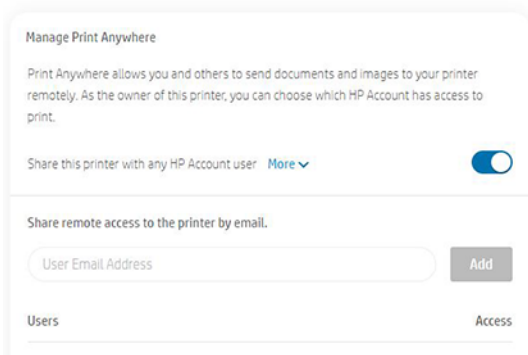 Manage Print Anywhere
Print Anywhere allows you and others to send documents and images to your printer
remotely. As the owner of this printer, you can choose which HP Account has access to
print.
Share this printer with any HP Account user More
Share remote access to the printer by email.
User Email Address Add
Users Access